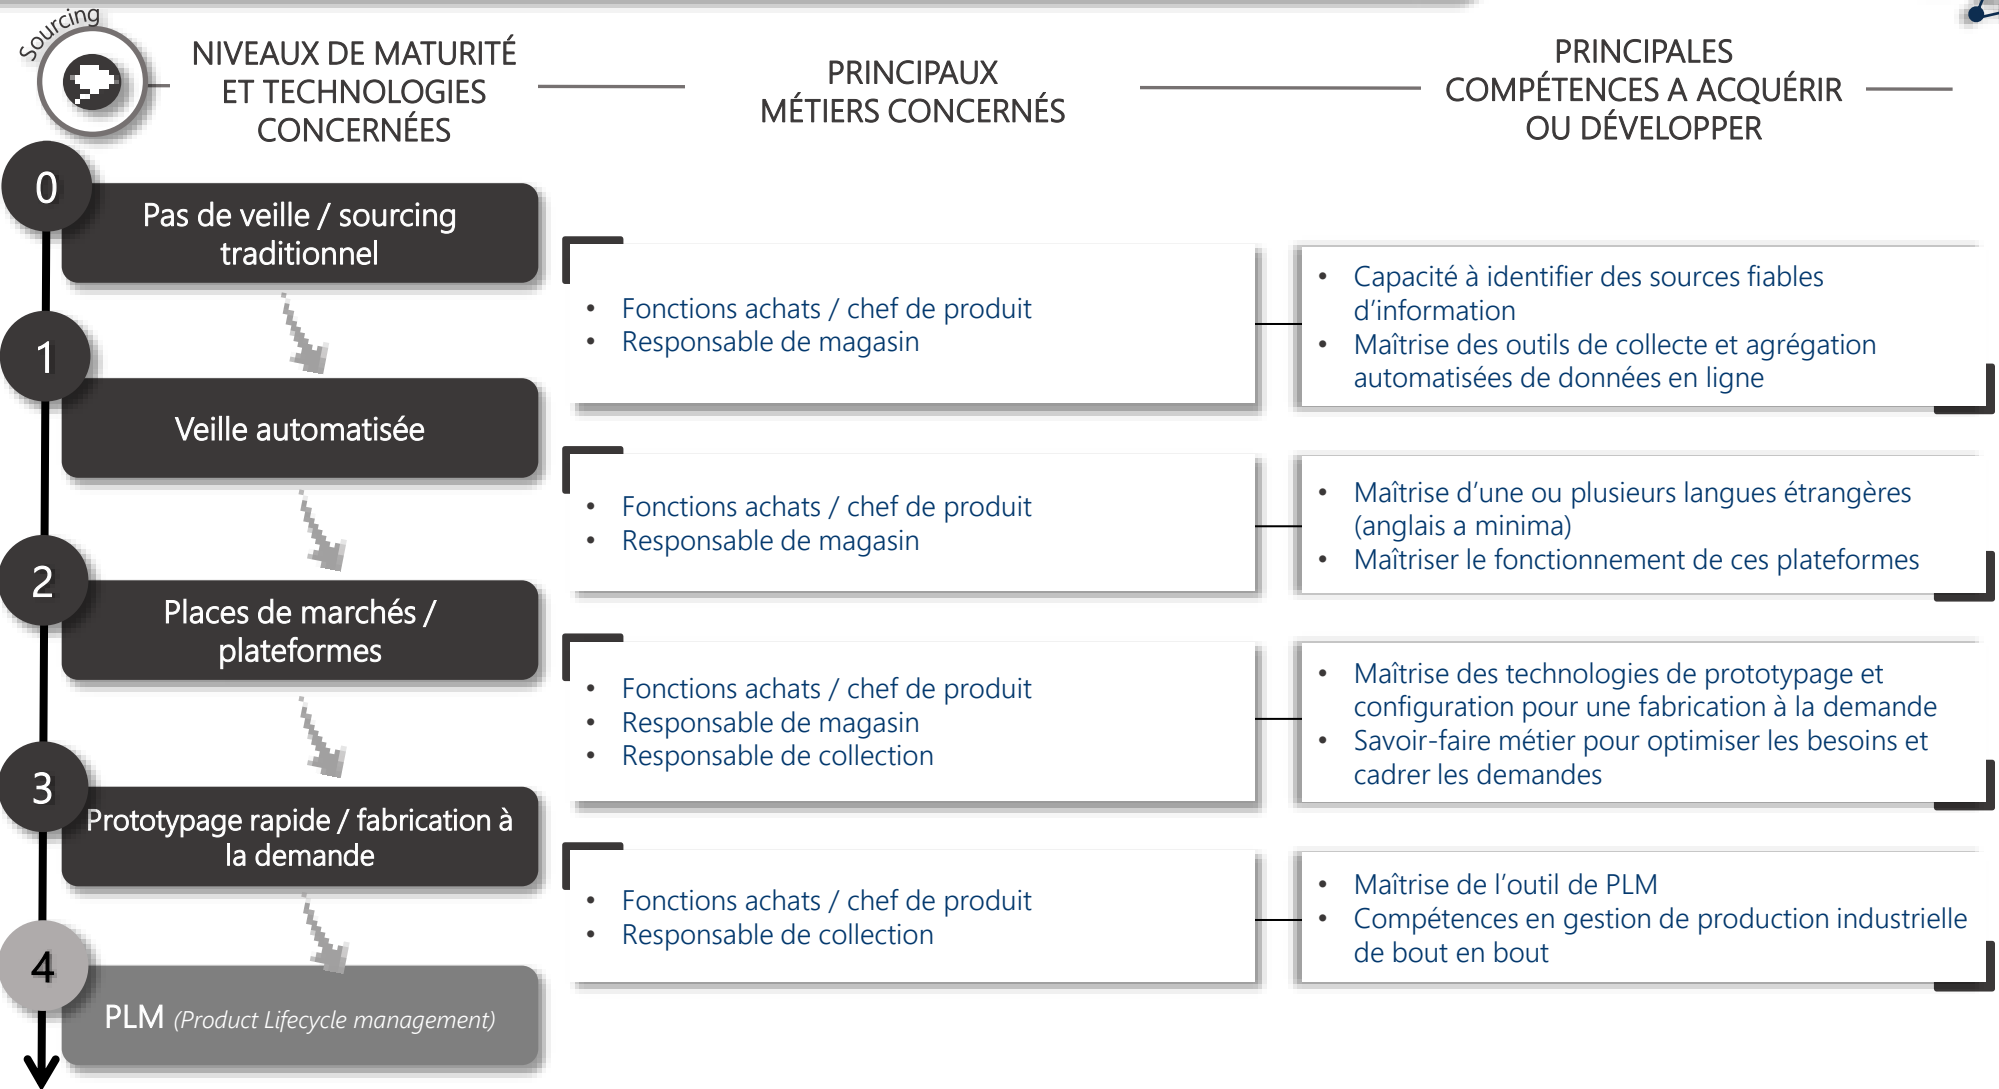 Sourcing
NIVEAUX DE MATURITÉ
ET TECHNOLOGIES
CONCERNÉES
PRINCIPAUX
MÉTIERS CONCERNÉS
PRINCIPALES
COMPÉTENCES A ACQUÉRIR
OU DÉVELOPPER
0
Pas de veille / sourcing
traditionnel
• Fonctions achats / chef de produit
• Responsable de magasin
• Capacité à identifier des sources fiables
d’information
• Maîtrise des outils de collecte et agrégation
automatisées de données en ligne
1
Veille automatisée
• Fonctions achats / chef de produit
• Responsable de magasin
• Maîtrise d’une ou plusieurs langues étrangères
(anglais a minima)
• Maîtriser le fonctionnement de ces plateformes
2
Places de marchés /
plateformes
• Fonctions achats / chef de produit
• Responsable de magasin
• Responsable de collection
• Maîtrise des technologies de prototypage et
configuration pour une fabrication à la demande
• Savoir-faire métier pour optimiser les besoins et
cadrer les demandes
3
Prototypage rapide / fabrication à
la demande
• Fonctions achats / chef de produit
• Responsable de collection
• Maîtrise de l’outil de PLM
• Compétences en gestion de production industrielle
de bout en bout
4
PLM (Product Lifecycle management)